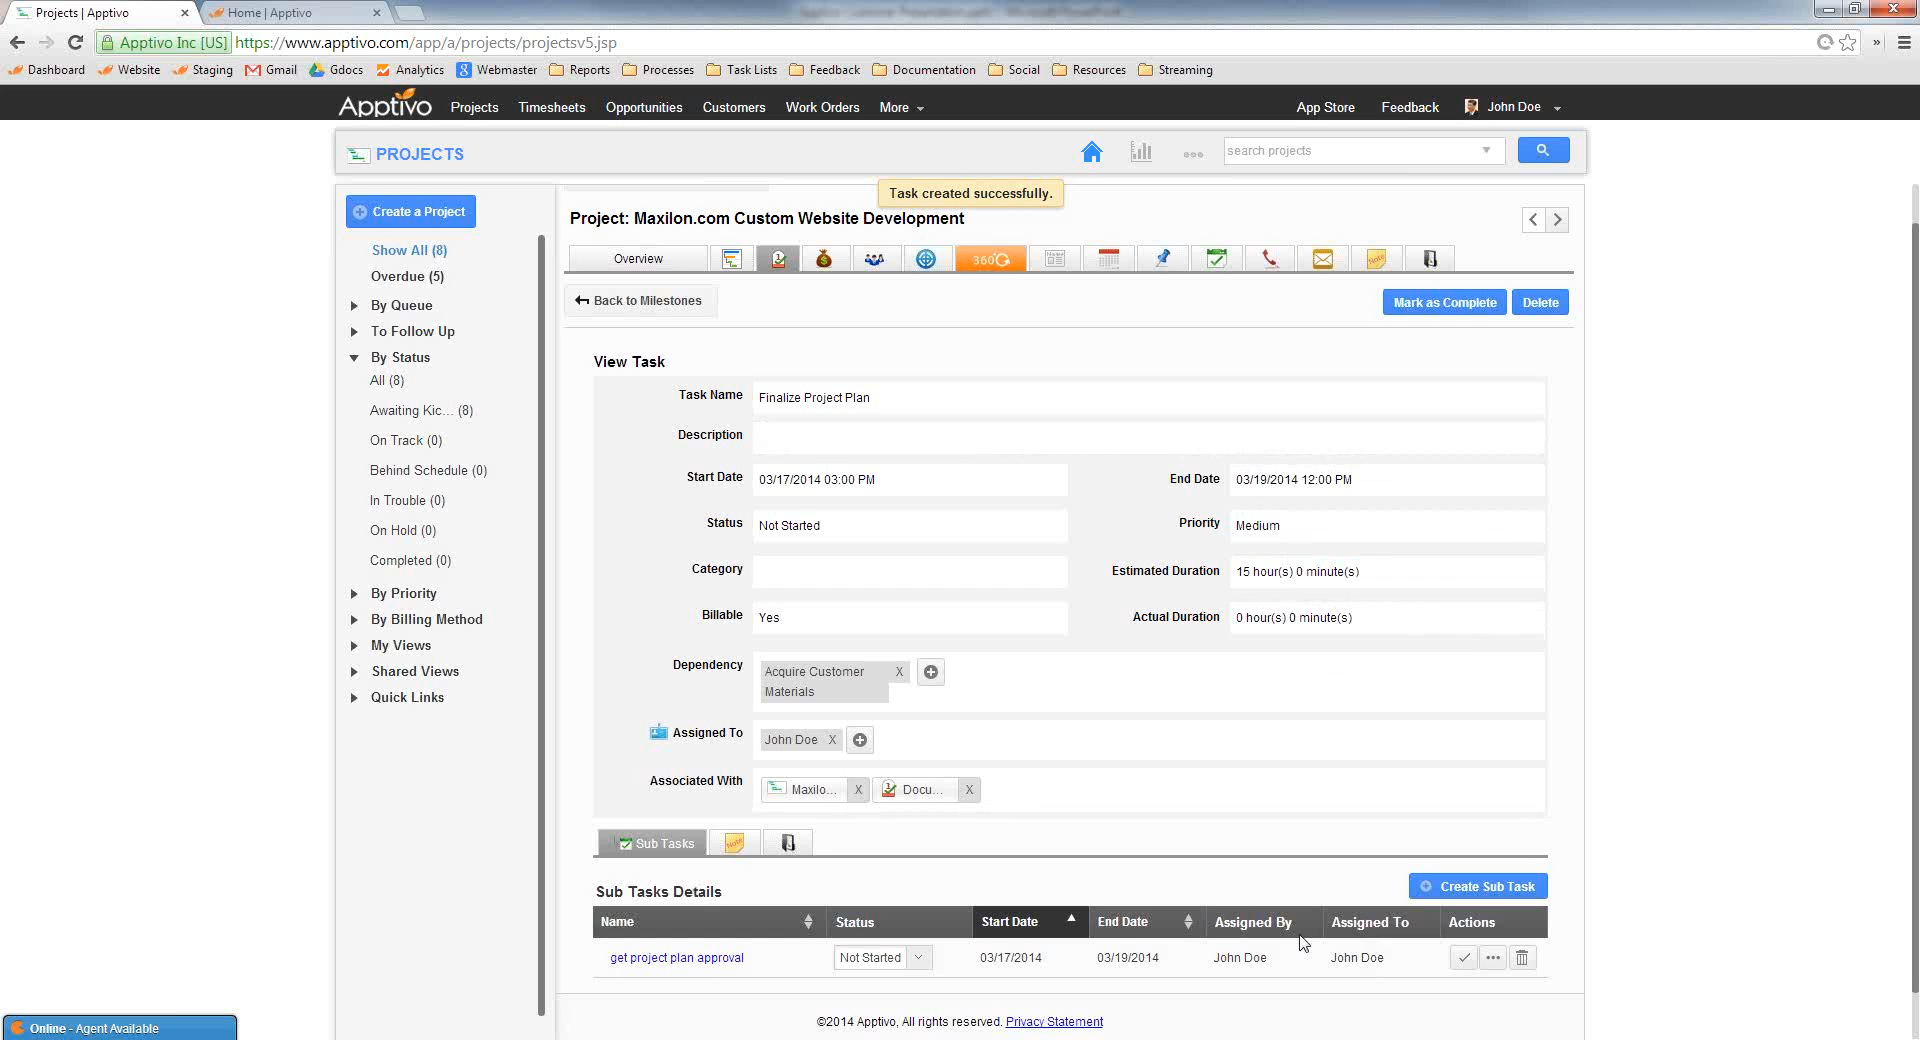 Projects | Apptivo
Home | Apptivo
Apptivo Inc [US] https://www.apptivo.com/app/a/projects/projectsv5.jsp
Dashboard Website Staging Gmail Gdocs Analytics Webmaster Reports Processes Task Lists Feedback Documentation Social Resources Streaming
Apptivo Projects Timesheets Opportunities Customers Work Orders More App Store Feedback John Doe
PROJECTS
search projects
Task created successfully.
Create a Project
Show All (8)
Overdue (5)
By Queue
To Follow Up
By Status
All (8)
Awaiting Kic... (8)
On Track (0)
Behind Schedule (0)
In Trouble (0)
On Hold (0)
Completed (0)
By Priority
By Billing Method
My Views
Shared Views
Quick Links
Project: Maxilon.com Custom Website Development
Overview
360
Back to Milestones
Mark as Complete
Delete
View Task
Task Name Finalize Project Plan
Description
Start Date 03/17/2014 03:00 PM End Date 03/19/2014 12:00 PM
Status Not Started Priority Medium
Category Estimated Duration 15 hour(s) 0 minute(s)
Billable Yes Actual Duration 0 hour(s) 0 minute(s)
Dependency Acquire Customer X
Materials
Assigned To John Doe X
Associated With Maxilo... X Docu... X
Sub Tasks
Sub Tasks Details
Create Sub Task
Name Status Start Date End Date Assigned By Assigned To Actions
get project plan approval Not Started 03/17/2014 03/19/2014 John Doe John Doe
©2014 Apptivo, All rights reserved. Privacy Statement
Online - Agent Available